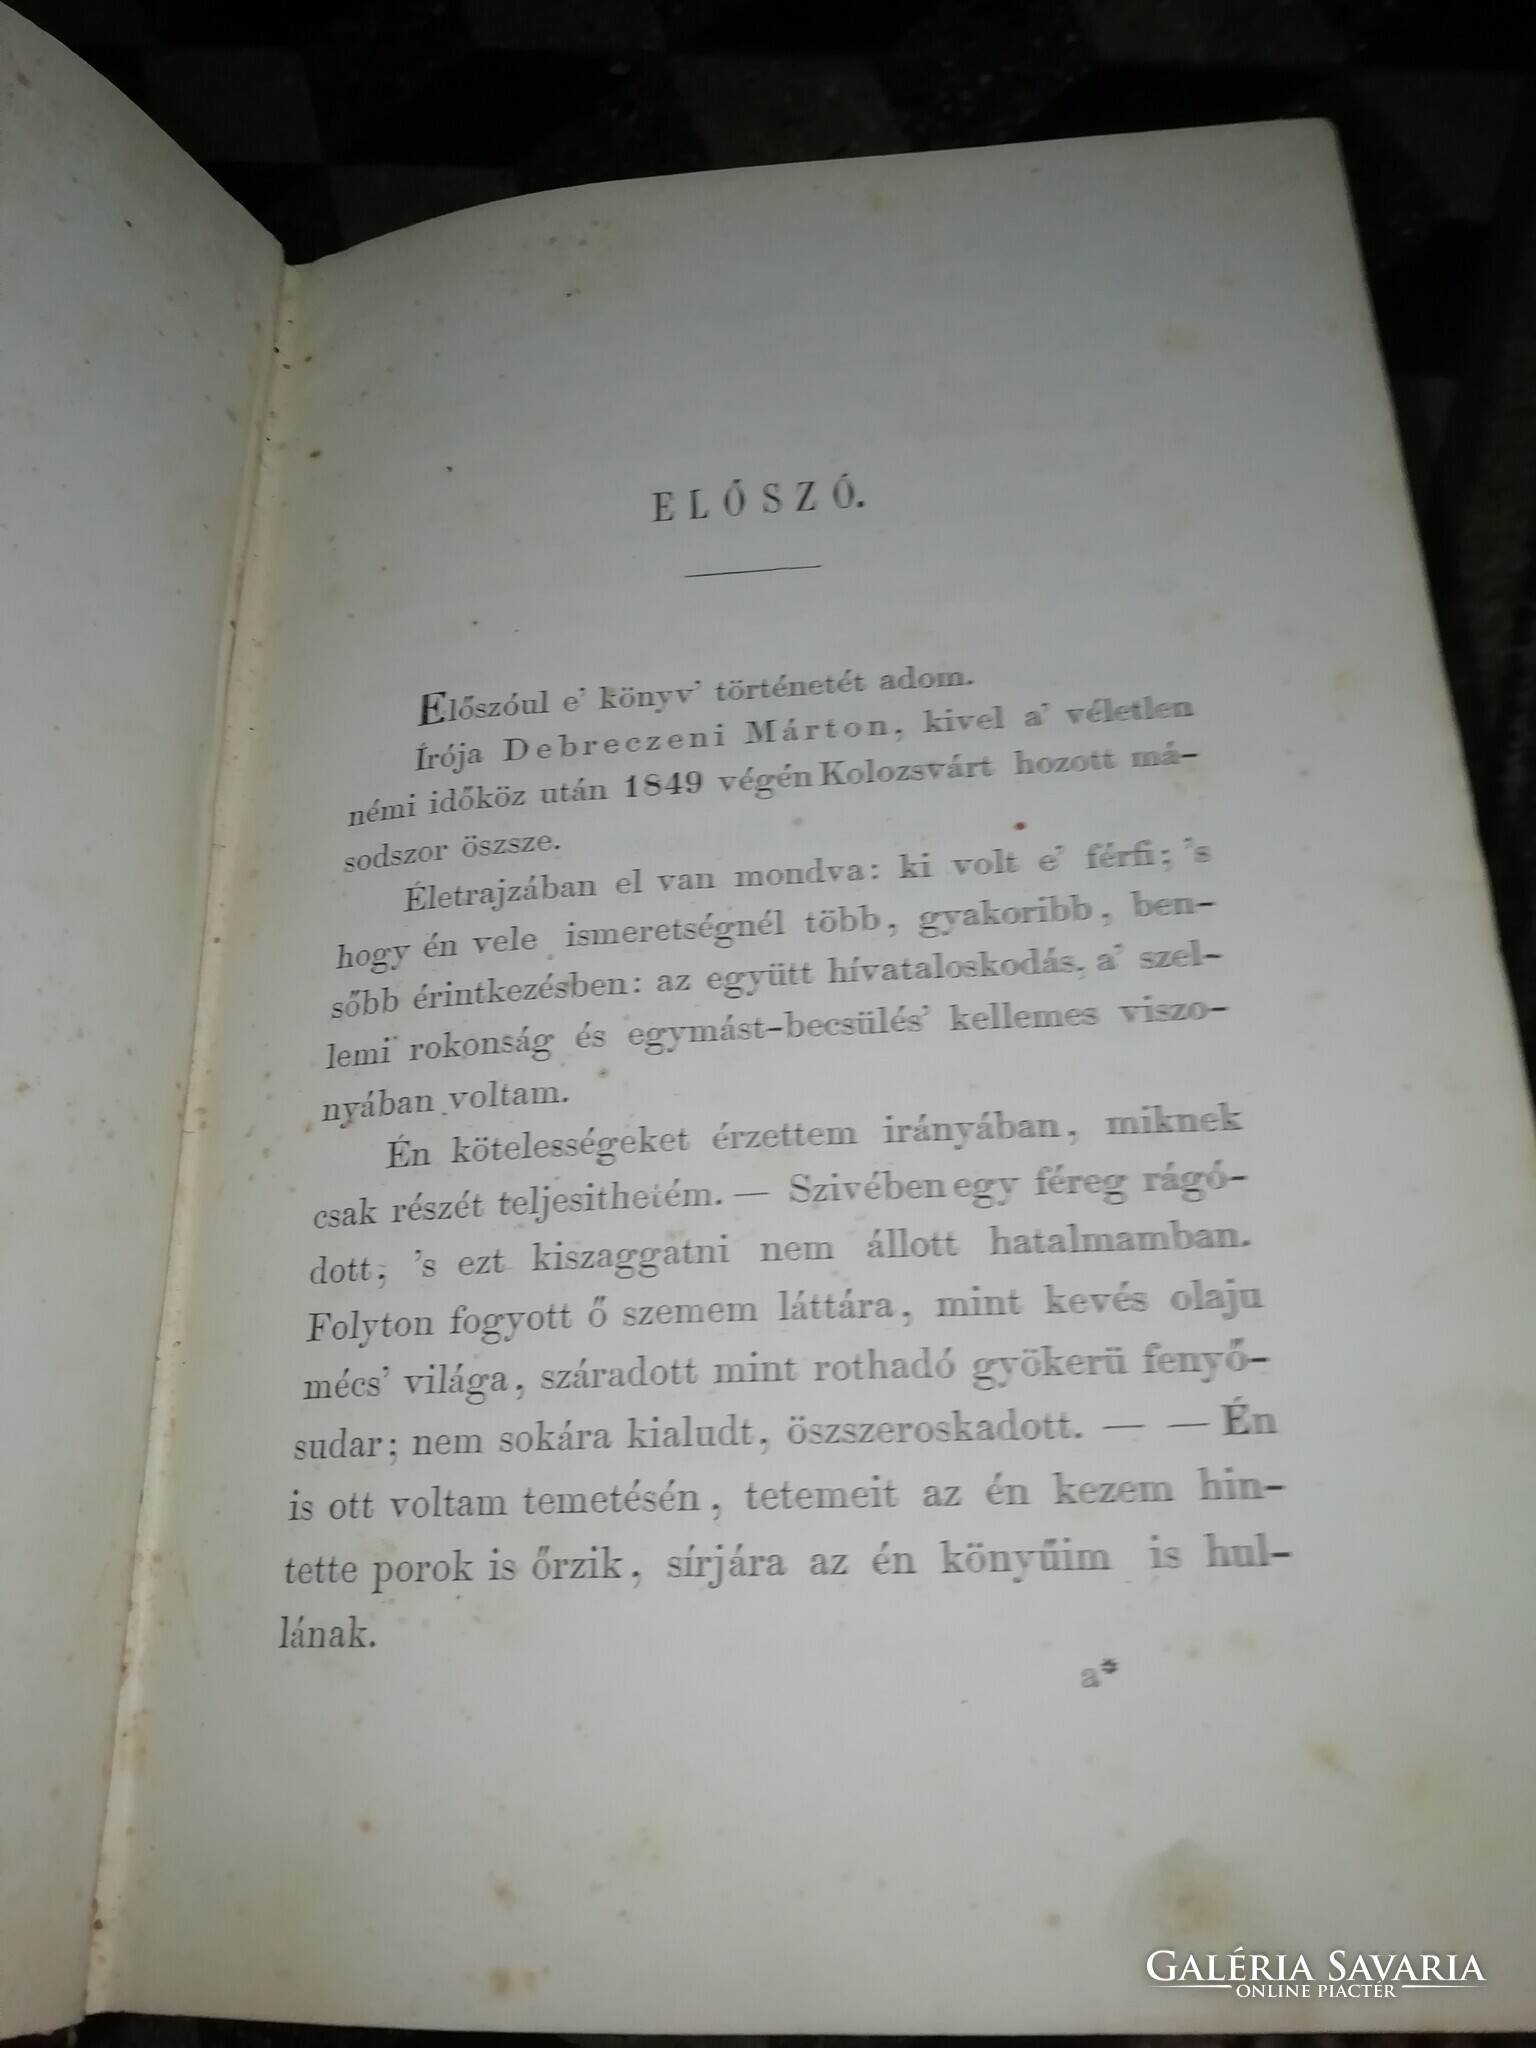 ELŐSZÓ.
Előszóul e' könyv' történetét adom.
Írója Debreczeni Márton, kivel a' véletlen
némi időköz után 1849 végén Kolozsvárt hozott má-
sodszor öszsze.
Életrajzában el van mondva: ki volt e' férfi; 's
hogy én vele ismeretségnél több, gyakoribb, ben-
sőbb érintkezésben: az együtt hívataloskodás, a' szel-
lemi rokonság és egymást-becsülés' kellemes viszo-
nyában voltam.
Én kötelességeket érzettem irányában, miknek
csak részét teljesithetém. — Szivében egy féreg rágó-
dott, 's ezt kiszaggatni nem állott hatalmamban.
Folyton fogyott ő szemem láttára, mint kevés olaju
mécs' világa, száradott mint rothadó gyökerü fenyő-
sudar; nem sokára kialudt, öszszeroskadott. — — Én
is ott voltam temetésén, tetemeit az én kezem hin-
tette porok is őrzik, sírjára az én könyűim is hul-
lának.
a*
GALÉRIA SAVARIA
ONLINE PIACTÉR